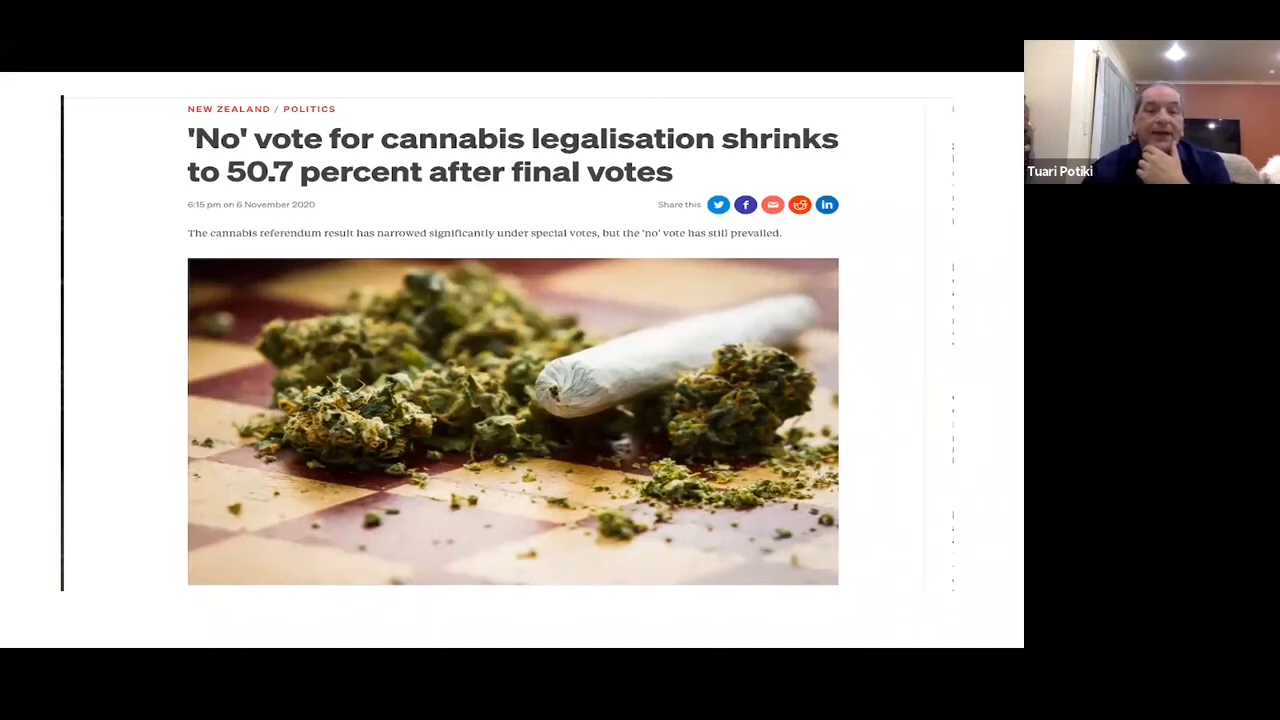 NEW ZEALAND / POLITICS
'No' vote for cannabis legalisation shrinks
to 50.7 percent after final votes
6:15 pm on 6 November 2020
Share this
The cannabis referendum result has narrowed significantly under special votes, but the 'no' vote has still prevailed.
Tuari Potiki